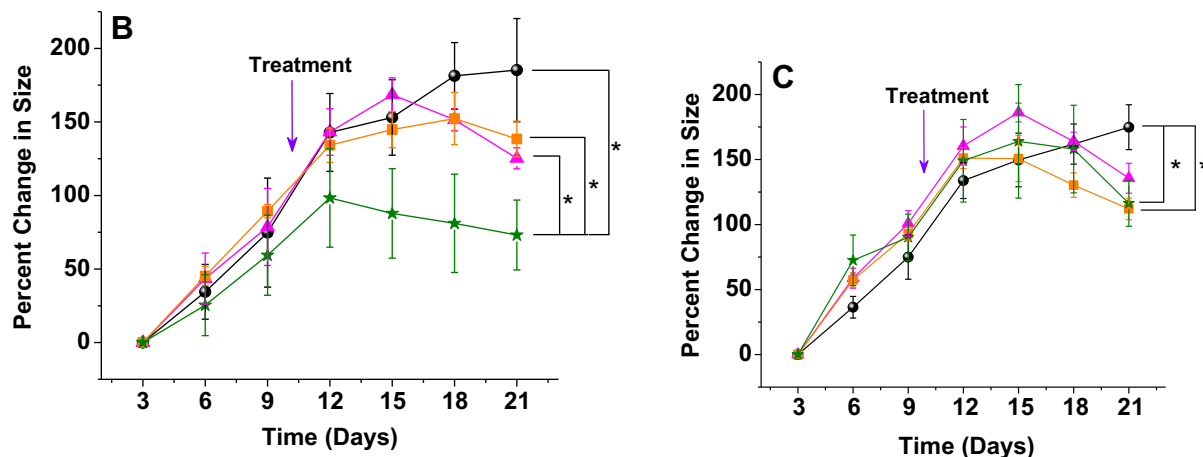 B
200
150
100
50
0
Percent Change in Size
Treatment
*
*
*
3 6 9 12 15 18 21
Time (Days)
C
200
150
100
50
0
Percent Change in Size
Treatment
*
*
3 6 9 12 15 18 21
Time (Days)